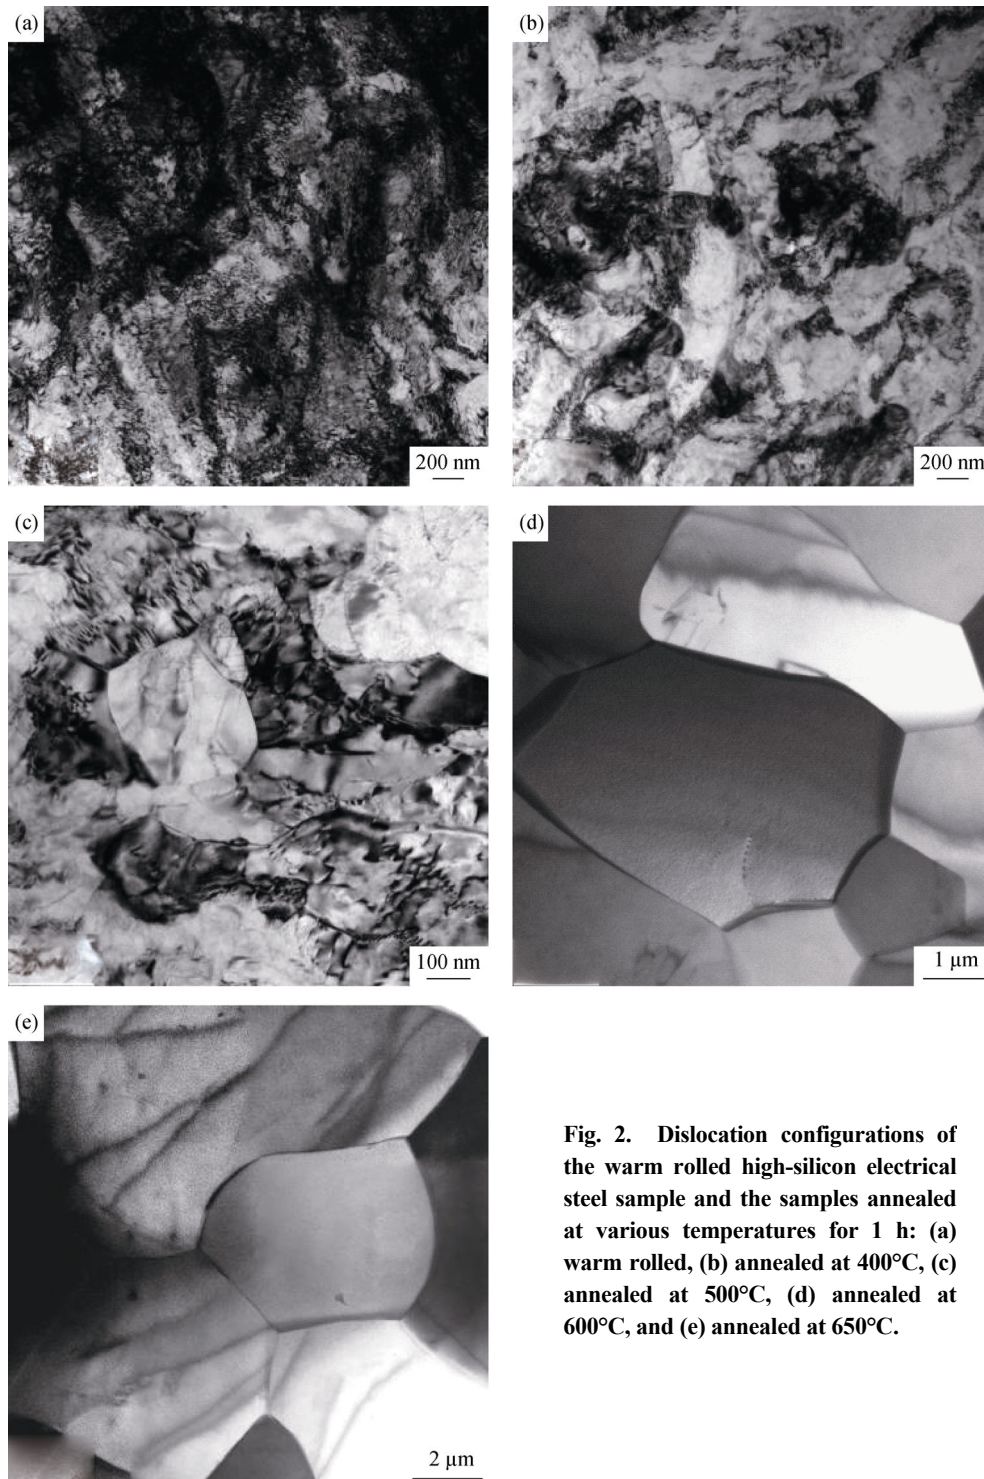 (a)
(b)
200 nm
200 nm
(c)
(d)
100 nm
1 μm
(e)
2 μm
Fig. 2. Dislocation configurations of
the warm rolled high-silicon electrical
steel sample and the samples annealed
at various temperatures for 1 h: (a)
warm rolled, (b) annealed at 400°C, (c)
annealed at 500°C, (d) annealed at
600°C, and (e) annealed at 650°C.